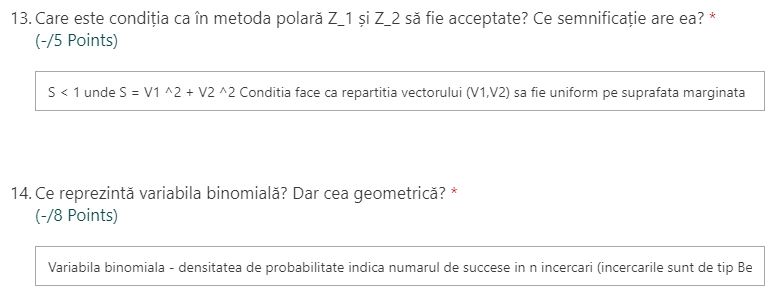 13. Care este condiția ca în metoda polară Z_1 și Z_2 să fie acceptate? Ce semnificație are ea? *
(-/5 Points)
S < 1 unde S = V1 ^2 + V2 ^2 Conditia face ca repartitia vectorului (V1,V2) sa fie uniform pe suprafata marginata
14. Ce reprezintă variabila binomială? Dar cea geometrică? *
(-/8 Points)
Variabila binomiala - densitatea de probabilitate indica numarul de succese in n incercari (incercarile sunt de tip Be